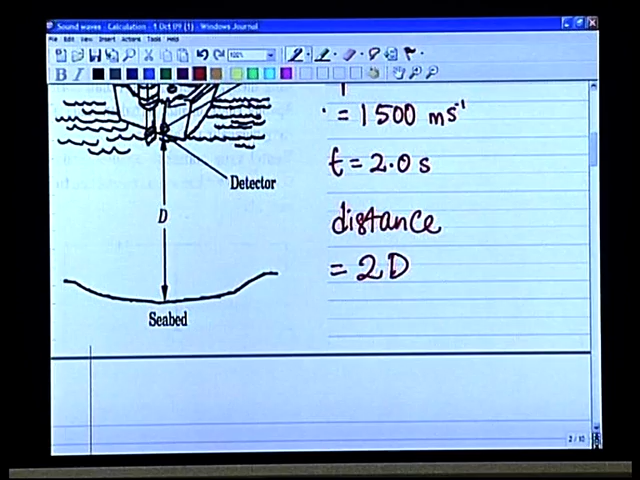 Sound waves - Calculation - 1 Oct 09 (1) - Windows Journal
File Edit View Insert Actions Tools Help
100%
B I
= 1500 ms⁻¹
t = 2.0 s
Detector
D
distance
= 2D
Seabed
2 / 10